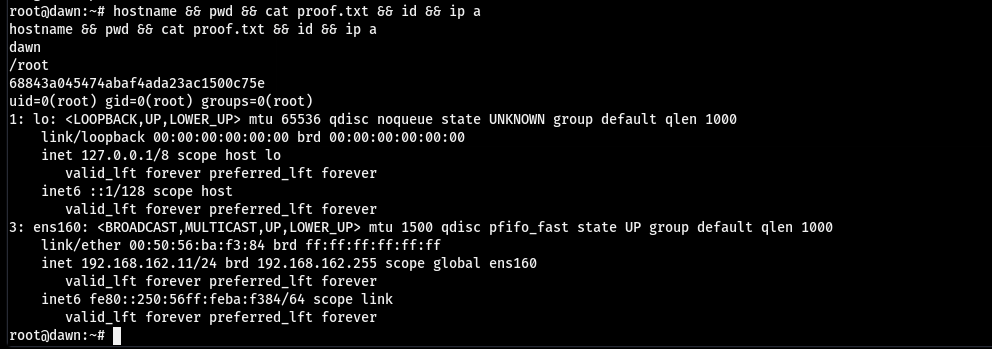 root@dawn:~# hostname && pwd && cat proof.txt && id && ip a
hostname && pwd && cat proof.txt && id && ip a
dawn
/root
68843a045474abaf4ada23ac1500c75e
uid=0(root) gid=0(root) groups=0(root)
1: lo: <LOOPBACK,UP,LOWER_UP> mtu 65536 qdisc noqueue state UNKNOWN group default qlen 1000
    link/loopback 00:00:00:00:00:00 brd 00:00:00:00:00:00
    inet 127.0.0.1/8 scope host lo
       valid_lft forever preferred_lft forever
    inet6 ::1/128 scope host
       valid_lft forever preferred_lft forever
3: ens160: <BROADCAST,MULTICAST,UP,LOWER_UP> mtu 1500 qdisc pfifo_fast state UP group default qlen 1000
    link/ether 00:50:56:ba:f3:84 brd ff:ff:ff:ff:ff:ff
    inet 192.168.162.11/24 brd 192.168.162.255 scope global ens160
       valid_lft forever preferred_lft forever
    inet6 fe80::250:56ff:feba:f384/64 scope link
       valid_lft forever preferred_lft forever
root@dawn:~#